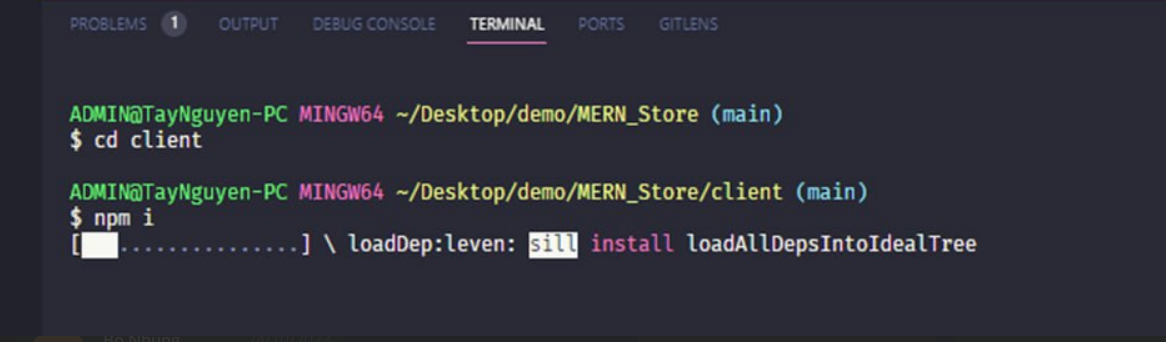 PROBLEMS 1 OUTPUT DEBUG CONSOLE TERMINAL PORTS GITLENS
ADMIN@TayNguyen-PC MINGW64 ~/Desktop/demo/MERN_Store (main)
$ cd client
ADMIN@TayNguyen-PC MINGW64 ~/Desktop/demo/MERN_Store/client (main)
$ npm i
[ ...............] \ loadDep:leven: sill install loadAllDepsIntoIdealTree